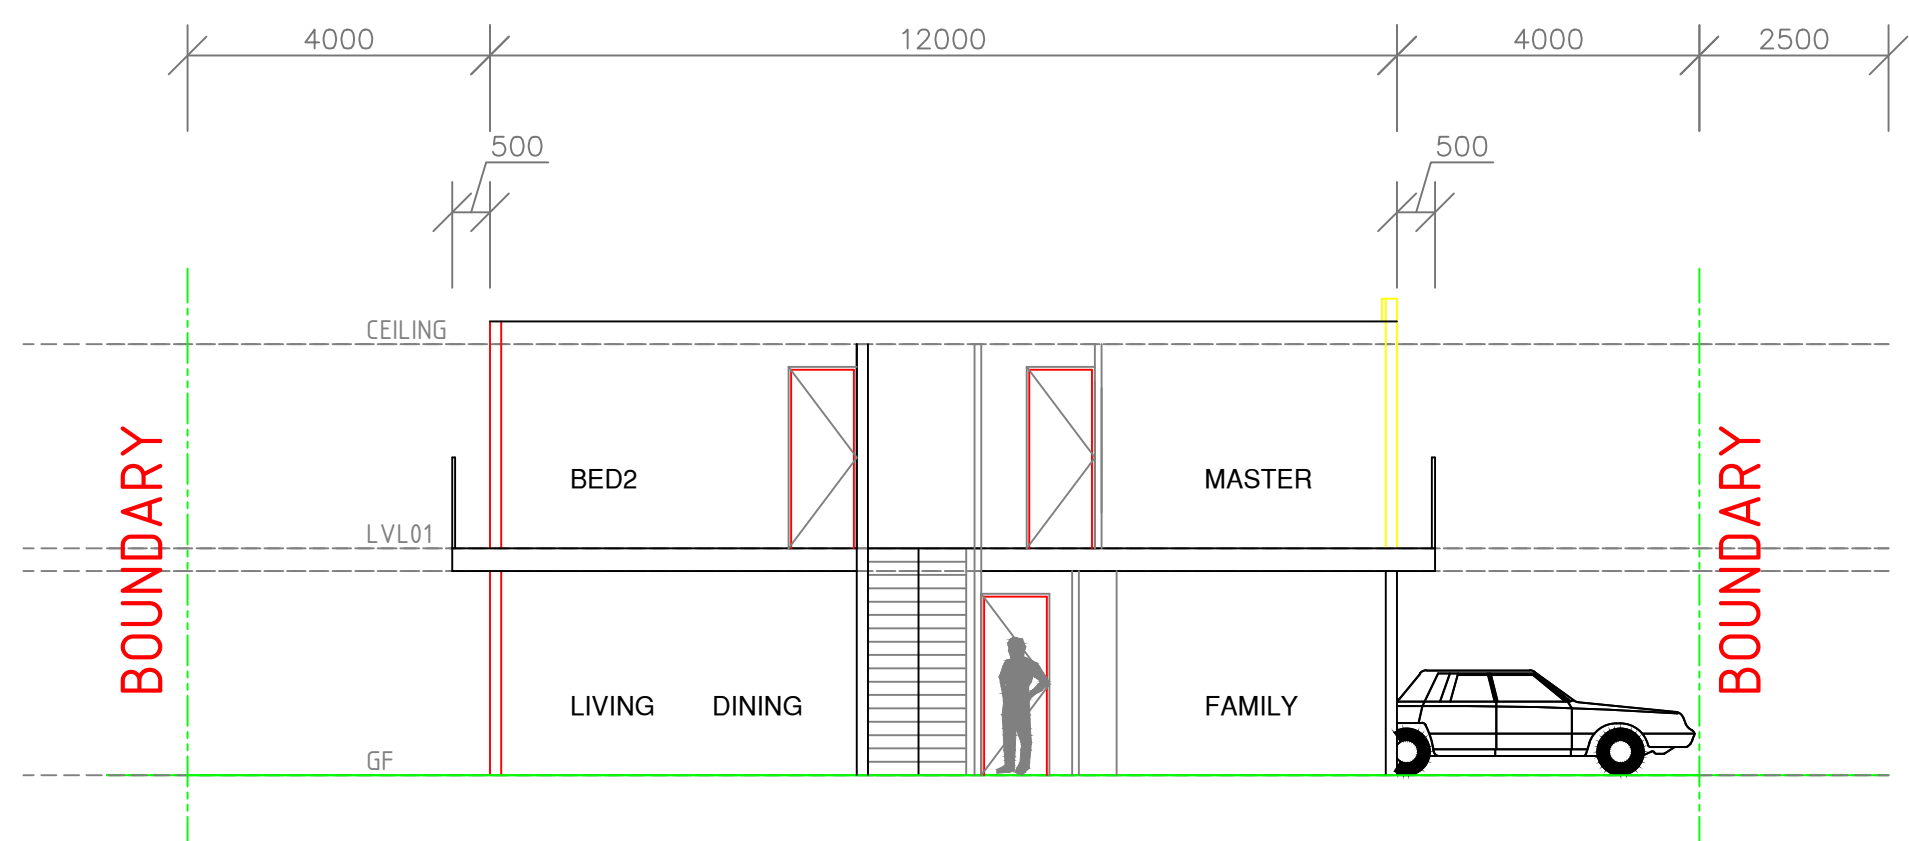 4000 12000 4000 2500
500 500
CEILING
BOUNDARY BOUNDARY
BED2 MASTER
LVL01
LIVING DINING FAMILY
GF